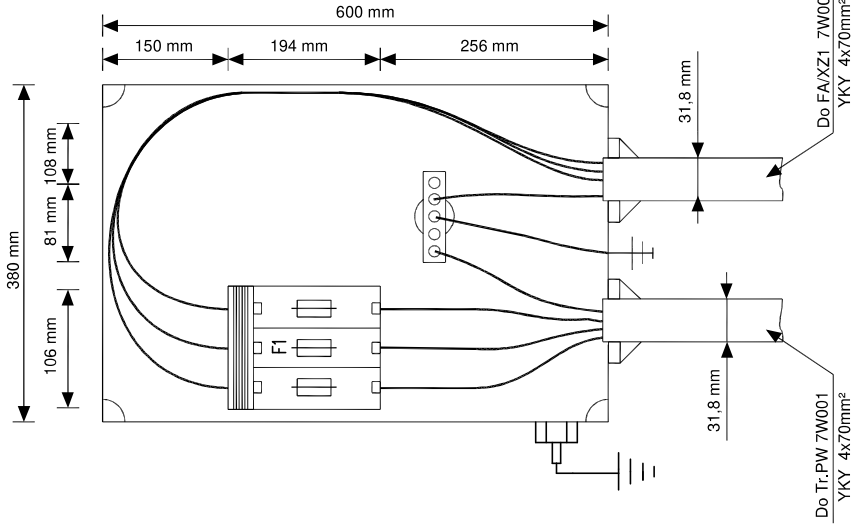 600 mm
150 mm
194 mm
256 mm
31,8 mm
Do FA/XZ1 7W00
YKY 4x70mm²
108 mm
81 mm
380 mm
106 mm
F1
31,8 mm
Do Tr.PW 7W001
YKY 4x70mm²